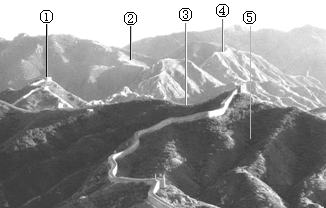 ① ② ③ ④ ⑤